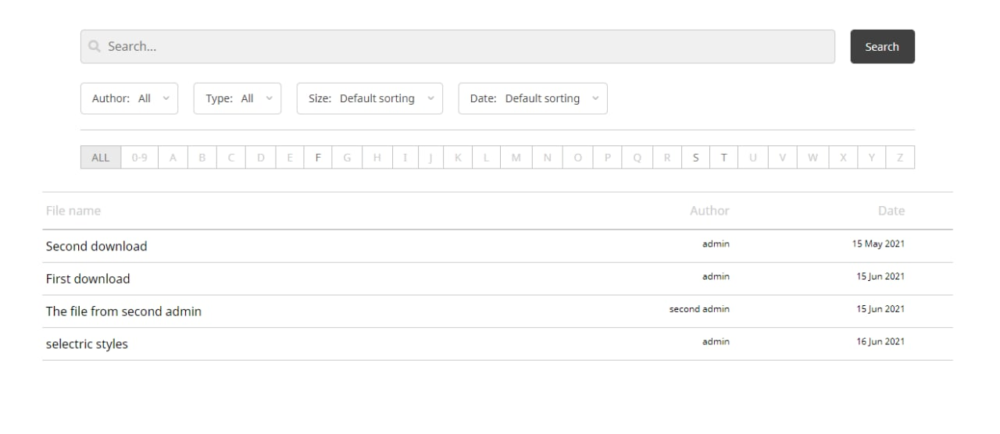 Search... Search
Author: All Type: All Size: Default sorting Date: Default sorting
ALL 0-9 A B C D E F G H I J K L M N O P Q R S T U V W X Y Z
File name Author Date
Second download admin 15 May 2021
First download admin 15 Jun 2021
The file from second admin second admin 15 Jun 2021
selectric styles admin 16 Jun 2021